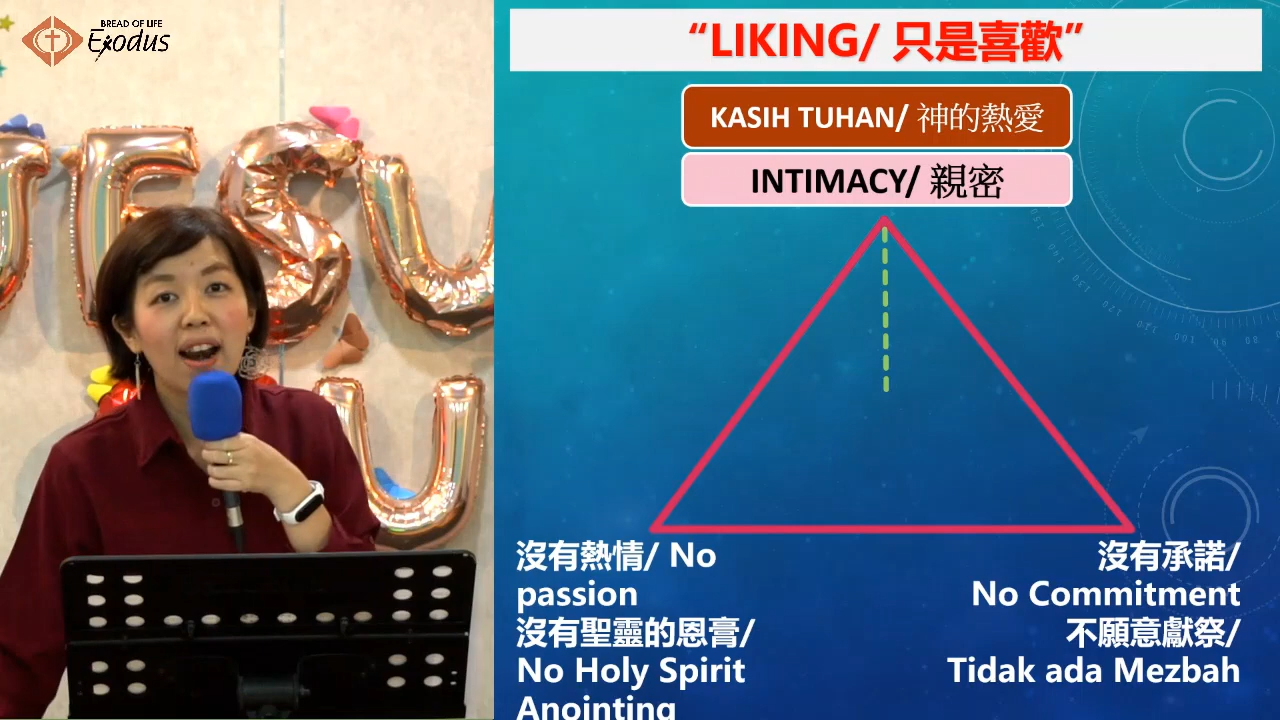 BREAD OF LIFE
Exodus
JESU
U
“LIKING/ 只是喜歡”
KASIH TUHAN/ 神的熱愛
INTIMACY/ 親密
沒有熱情/ No
passion
沒有聖靈的恩膏/
No Holy Spirit
Anointing
沒有承諾/
No Commitment
不願意獻祭/
Tidak ada Mezbah